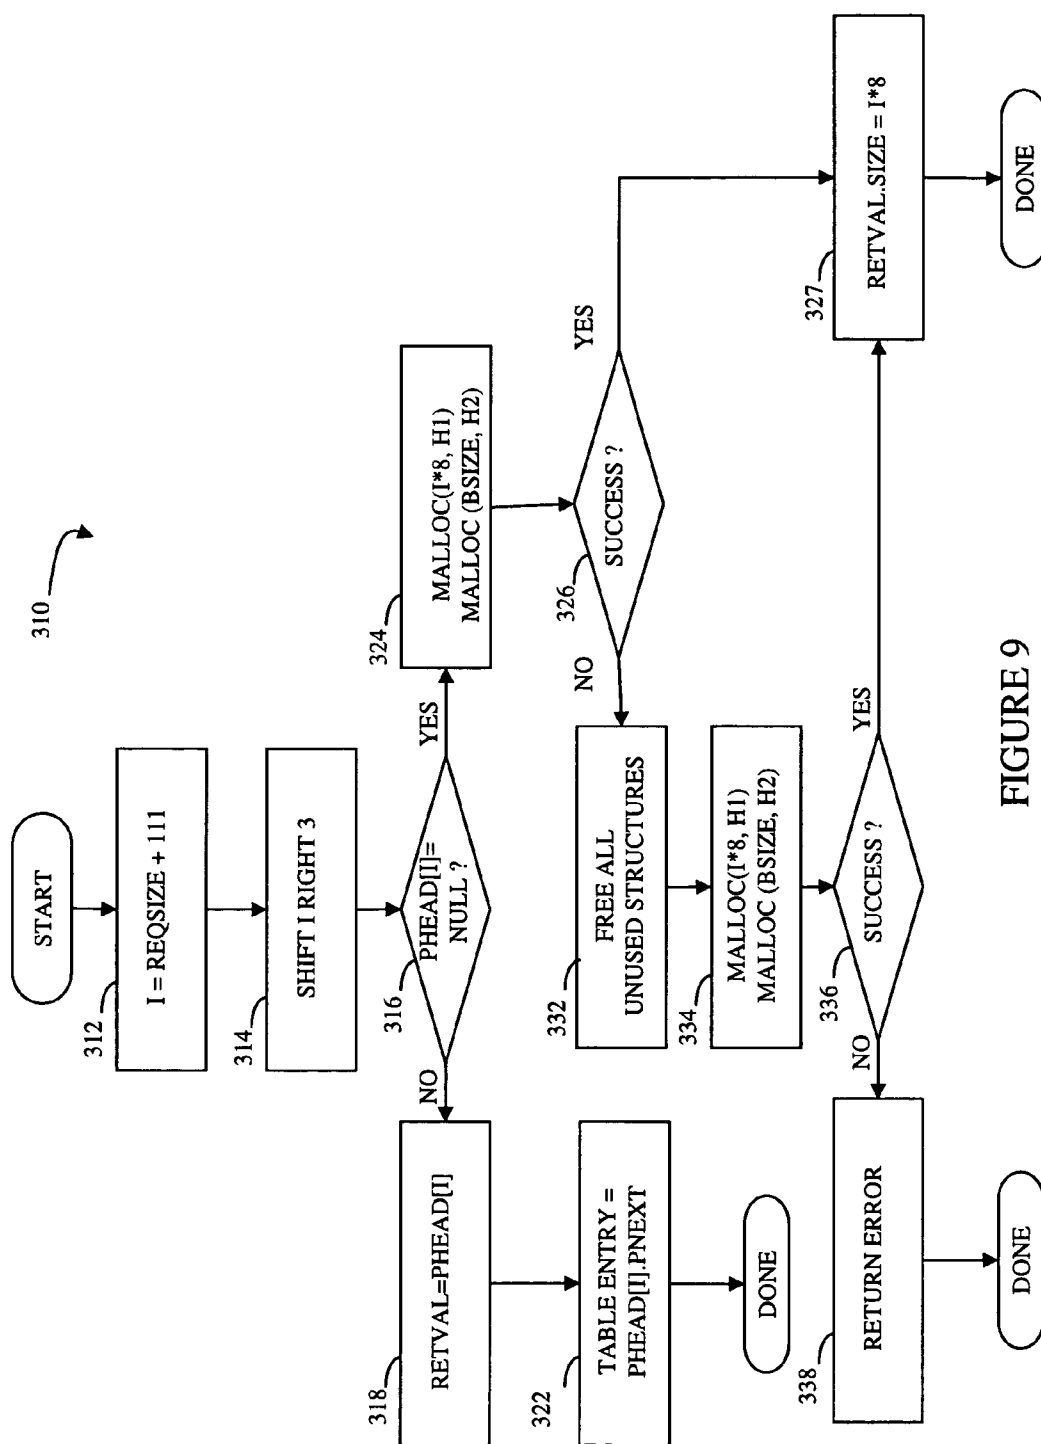 310
START
312
I = REQSIZE + 111
314
SHIFT I RIGHT 3
316
PHEAD[I]=
NULL ?
NO
YES
318
RETVAL=PHEAD[I]
322
TABLE ENTRY =
PHEAD[I].PNEXT
DONE
324
MALLOC(I*8, H1)
MALLOC (BSIZE, H2)
326
SUCCESS ?
NO
YES
332
FREE ALL
UNUSED STRUCTURES
334
MALLOC(I*8, H1)
MALLOC (BSIZE, H2)
336
SUCCESS ?
NO
YES
338
RETURN ERROR
DONE
327
RETVAL.SIZE = I*8
DONE
FIGURE 9